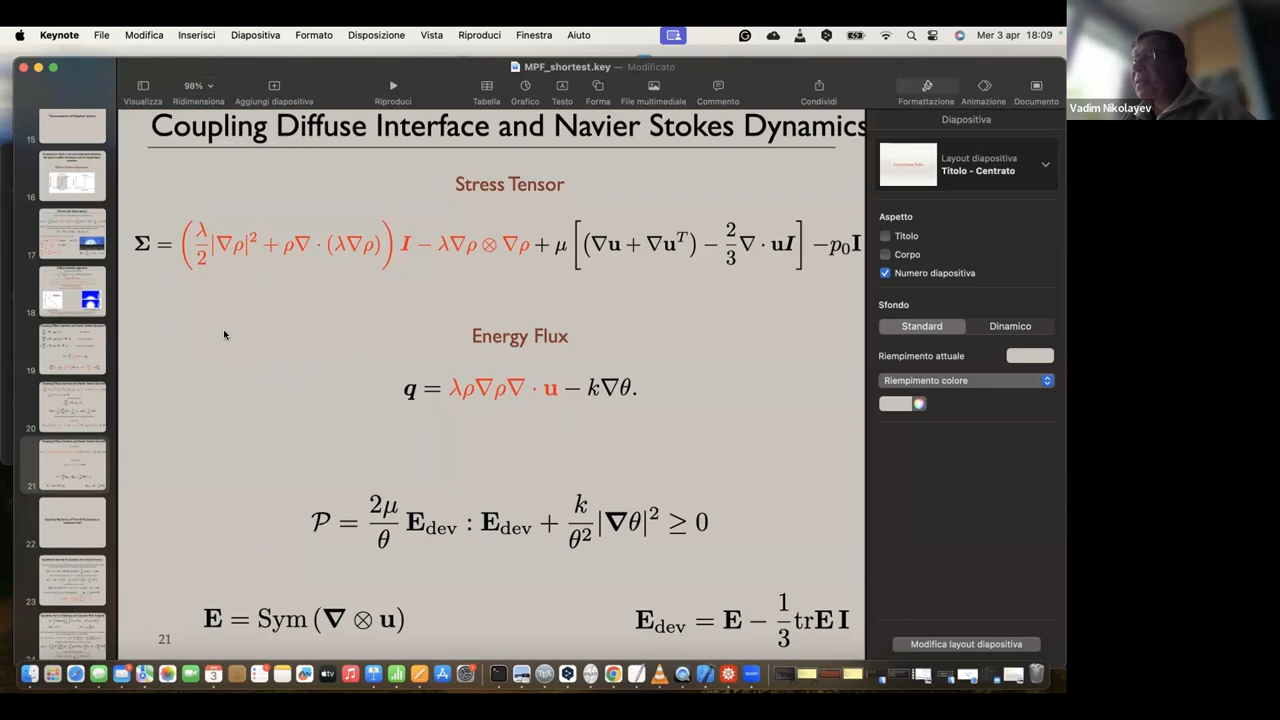 Keynote File Modifica Inserisci Diapositiva Formato Disposizione Vista Riproduci Finestra Aiuto Mer 3 apr 18:09
MPF_shortest.key — Modificato
98%
Visualizza Ridimensiona Aggiungi diapositiva Riproduci Tabella Grafico Testo Forma File multimediale Commento Condividi Formattazione Animazione Documento
Vadim Nikolayev
Coupling Diffuse Interface and Navier Stokes Dynamics
Stress Tensor
Σ = (λ/2 |∇ρ|² + ρ∇ · (λ∇ρ)) I − λ∇ρ ⊗ ∇ρ + μ [(∇u + ∇uᵀ) − 2/3 ∇ · uI] −p₀I
Energy Flux
q = λρ∇ρ∇ · u − k∇θ.
𝒫 = 2μ/θ E_dev : E_dev + k/θ² |∇θ|² ≥ 0
E = Sym (∇ ⊗ u)
E_dev = E − 1/3 trE I
21
15
16
17
18
19
20
21
22
23
Diapositiva
Layout diapositiva
Titolo - Centrato
Aspetto
Titolo
Corpo
Numero diapositiva
Sfondo
Standard Dinamico
Riempimento attuale
Riempimento colore
Modifica layout diapositiva